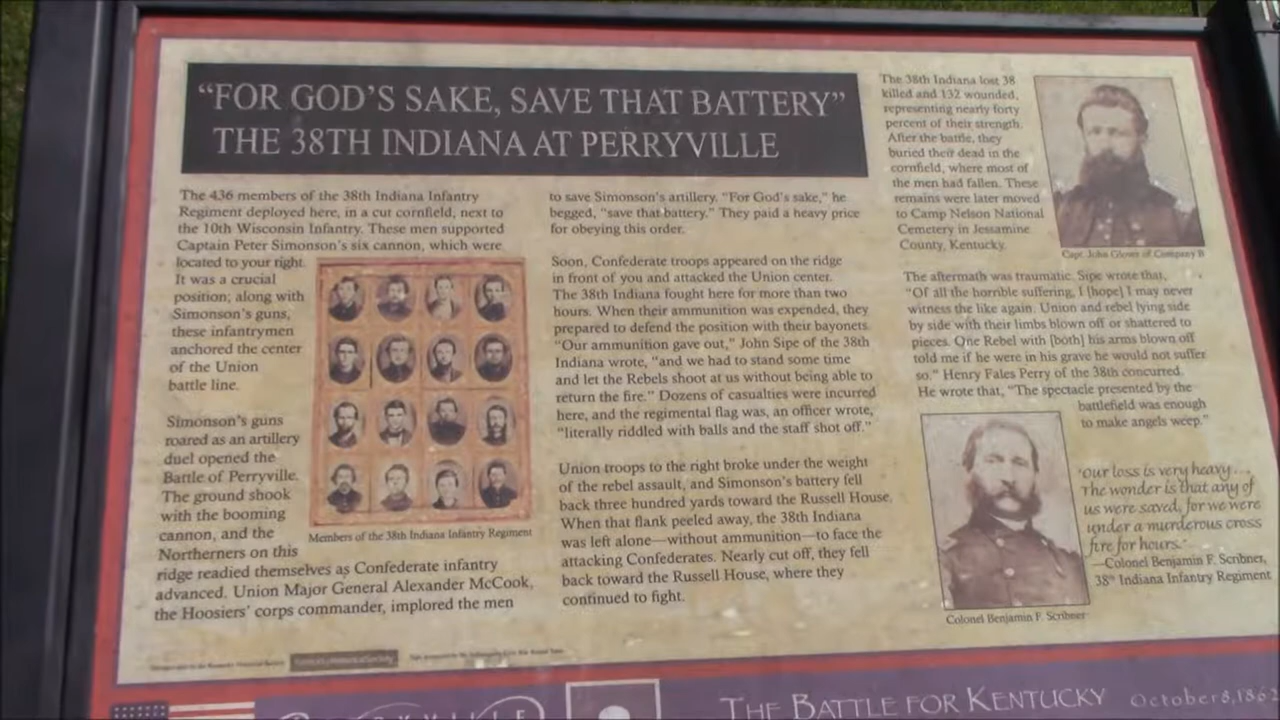 "FOR GOD'S SAKE, SAVE THAT BATTERY"
THE 38TH INDIANA AT PERRYVILLE
The 436 members of the 38th Indiana Infantry
Regiment deployed here, in a cut cornfield, next to
the 10th Wisconsin Infantry. These men supported
Captain Peter Simonson's six cannon, which were
located to your right.
It was a crucial
position; along with
Simonson's guns,
these infantrymen
anchored the center
of the Union
battle line.
Simonson's guns
roared as an artillery
duel opened the
Battle of Perryville.
The ground shook
with the booming
cannon, and the
Northerners on this
ridge readied themselves as Confederate infantry
advanced. Union Major General Alexander McCook,
the Hoosiers' corps commander, implored the men
Members of the 38th Indiana Infantry Regiment
to save Simonson's artillery. "For God's sake," he
begged, "save that battery." They paid a heavy price
for obeying this order.
Soon, Confederate troops appeared on the ridge
in front of you and attacked the Union center.
The 38th Indiana fought here for more than two
hours. When their ammunition was expended, they
prepared to defend the position with their bayonets.
"Our ammunition gave out," John Sipe of the 38th
Indiana wrote, "and we had to stand some time
and let the Rebels shoot at us without being able to
return the fire." Dozens of casualties were incurred
here, and the regimental flag was, an officer wrote,
"literally riddled with balls and the staff shot off."
Union troops to the right broke under the weight
of the rebel assault, and Simonson's battery fell
back three hundred yards toward the Russell House.
When that flank peeled away, the 38th Indiana
was left alone—without ammunition—to face the
attacking Confederates. Nearly cut off, they fell
back toward the Russell House, where they
continued to fight.
The 38th Indiana lost 38
killed and 132 wounded,
representing nearly forty
percent of their strength.
After the battle, they
buried their dead in the
cornfield, where most of
the men had fallen. These
remains were later moved
to Camp Nelson National
Cemetery in Jessamine
County, Kentucky.
Capt. John Glover of Company B
The aftermath was traumatic. Sipe wrote that,
"Of all the horrible suffering, I [hope] I may never
witness the like again. Union and rebel lying side
by side with their limbs blown off or shattered to
pieces. One Rebel with [both] his arms blown off
told me if he were in his grave he would not suffer
so." Henry Fales Perry of the 38th concurred.
He wrote that, "The spectacle presented by the
battlefield was enough
to make angels weep."
"Our loss is very heavy....
The wonder is that any of
us were saved, for we were
under a murderous cross
fire for hours."
—Colonel Benjamin F. Scribner,
38th Indiana Infantry Regiment
Colonel Benjamin F. Scribner
THE BATTLE FOR KENTUCKY October 8, 1862